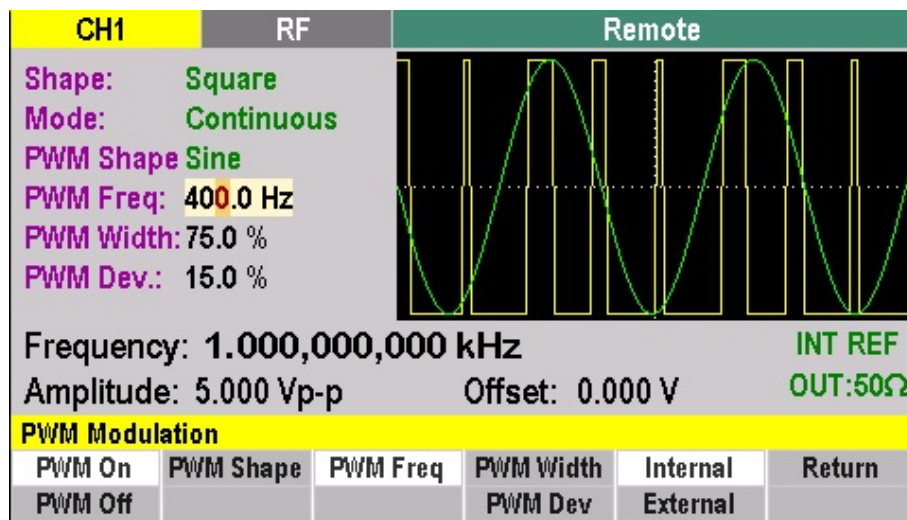 CH1 RF Remote
Shape: Square
Mode: Continuous
PWM Shape Sine
PWM Freq: 400.0 Hz
PWM Width: 75.0 %
PWM Dev.: 15.0 %
Frequency: 1.000,000,000 kHz INT REF
Amplitude: 5.000 Vp-p Offset: 0.000 V OUT:50Ω
PWM Modulation
PWM On PWM Shape PWM Freq PWM Width Internal Return
PWM Off PWM Dev External